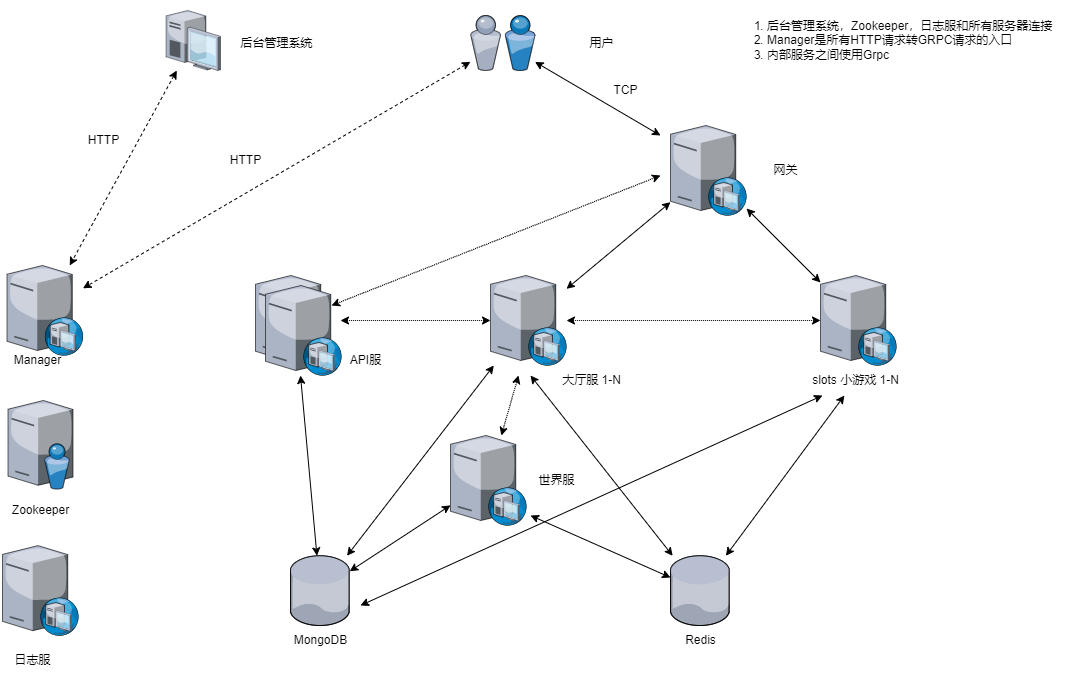 后台管理系统
用户
1. 后台管理系统，Zookeeper，日志服和所有服务器连接
2. Manager是所有HTTP请求转GRPC请求的入口
3. 内部服务之间使用Grpc
TCP
HTTP
HTTP
网关
Manager
API服
大厅服 1-N
slots 小游戏 1-N
世界服
Zookeeper
MongoDB
Redis
日志服